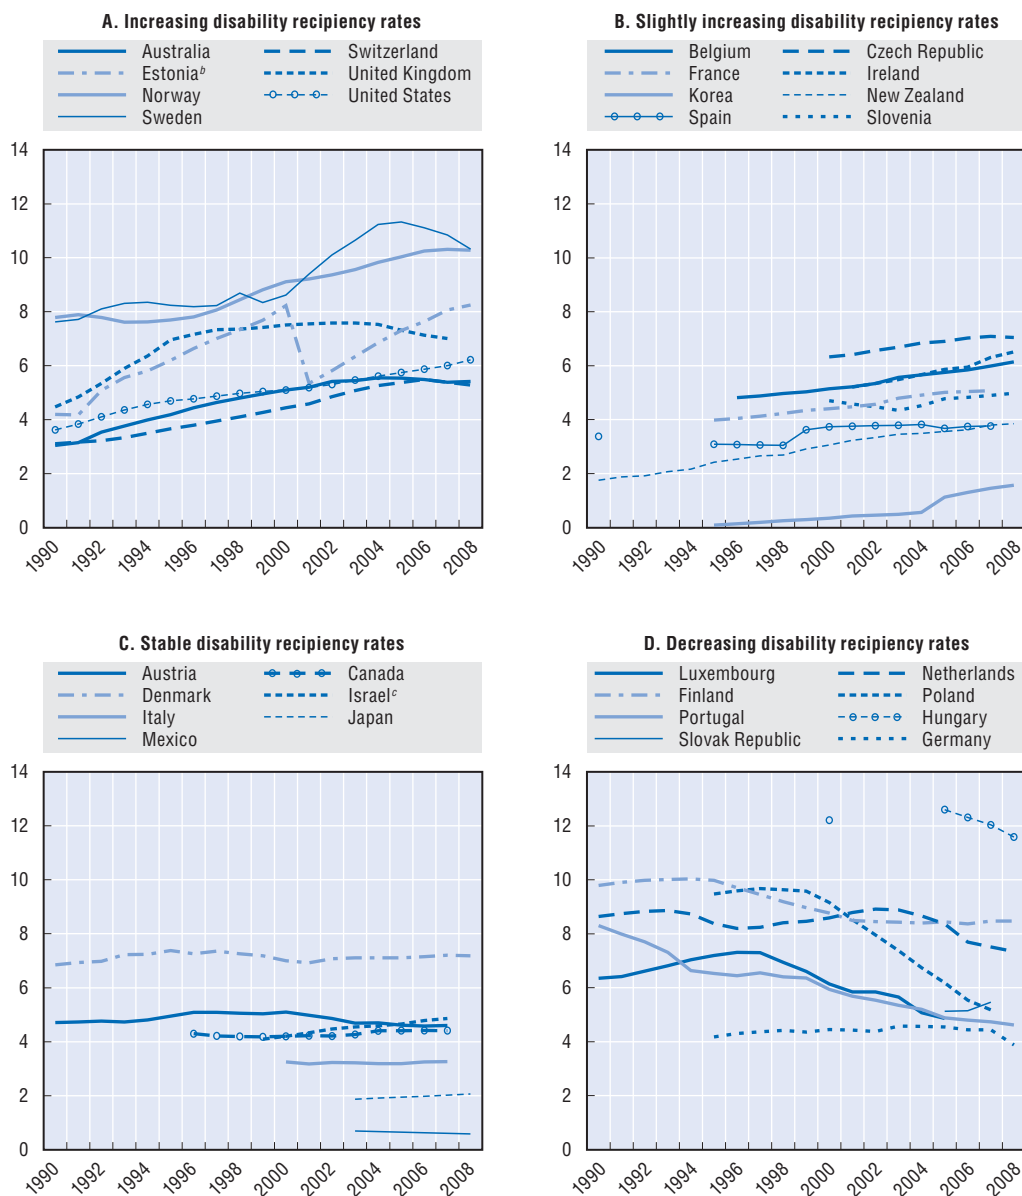 A. Increasing disability recipiency rates
Australia Switzerland
Estoniaᵇ United Kingdom
Norway United States
Sweden
14
12
10
8
6
4
2
0
1990 1992 1994 1996 1998 2000 2002 2004 2006 2008
B. Slightly increasing disability recipiency rates
Belgium Czech Republic
France Ireland
Korea New Zealand
Spain Slovenia
14
12
10
8
6
4
2
0
1990 1992 1994 1996 1998 2000 2002 2004 2006 2008
C. Stable disability recipiency rates
Austria Canada
Denmark Israelᶜ
Italy Japan
Mexico
14
12
10
8
6
4
2
0
1990 1992 1994 1996 1998 2000 2002 2004 2006 2008
D. Decreasing disability recipiency rates
Luxembourg Netherlands
Finland Poland
Portugal Hungary
Slovak Republic Germany
14
12
10
8
6
4
2
0
1990 1992 1994 1996 1998 2000 2002 2004 2006 2008